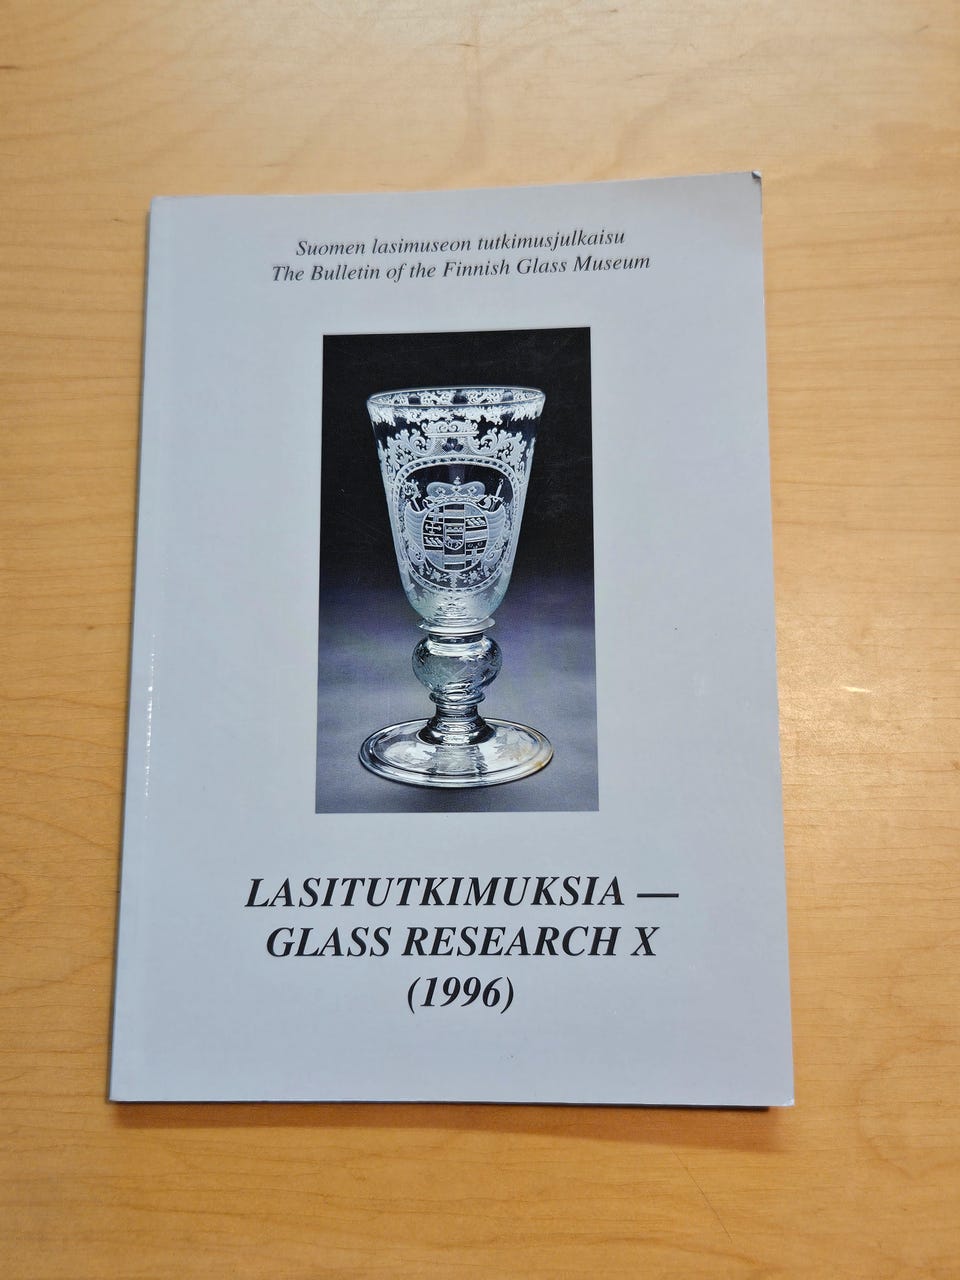 Suomen lasimuseon tutkimusjulkaisu
The Bulletin of the Finnish Glass Museum
LASITUTKIMUKSIA —
GLASS RESEARCH X
(1996)